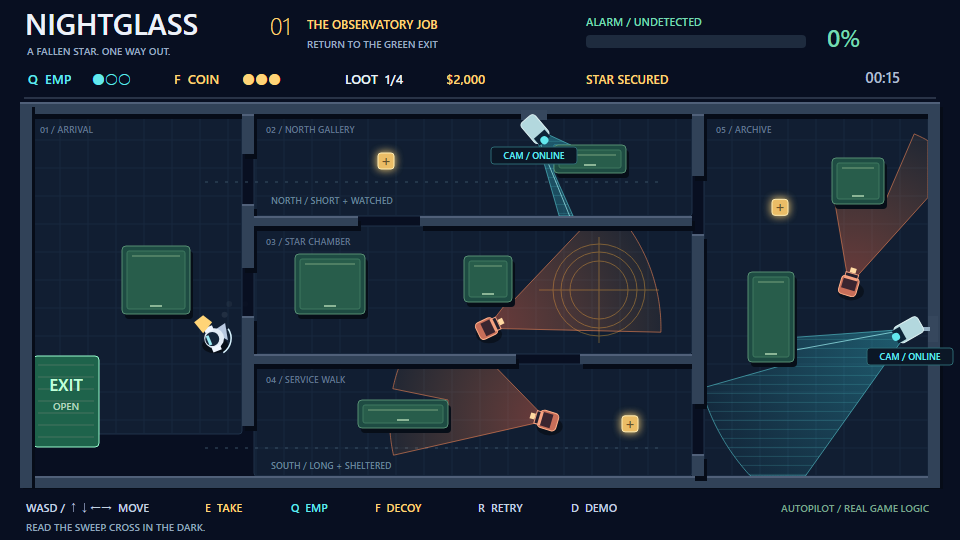 NIGHTGLASS
A FALLEN STAR. ONE WAY OUT.
01
THE OBSERVATORY JOB
RETURN TO THE GREEN EXIT
ALARM / UNDETECTED
0%
Q EMP
F COIN
LOOT 1/4
$2,000
STAR SECURED
00:15
01 / ARRIVAL
02 / NORTH GALLERY
CAM / ONLINE
NORTH / SHORT + WATCHED
05 / ARCHIVE
03 / STAR CHAMBER
CAM / ONLINE
EXIT
OPEN
04 / SERVICE WALK
SOUTH / LONG + SHELTERED
WASD / ↑ ↓ ← → MOVE
E TAKE
Q EMP
F DECOY
R RETRY
D DEMO
AUTOPILOT / REAL GAME LOGIC
READ THE SWEEP. CROSS IN THE DARK.